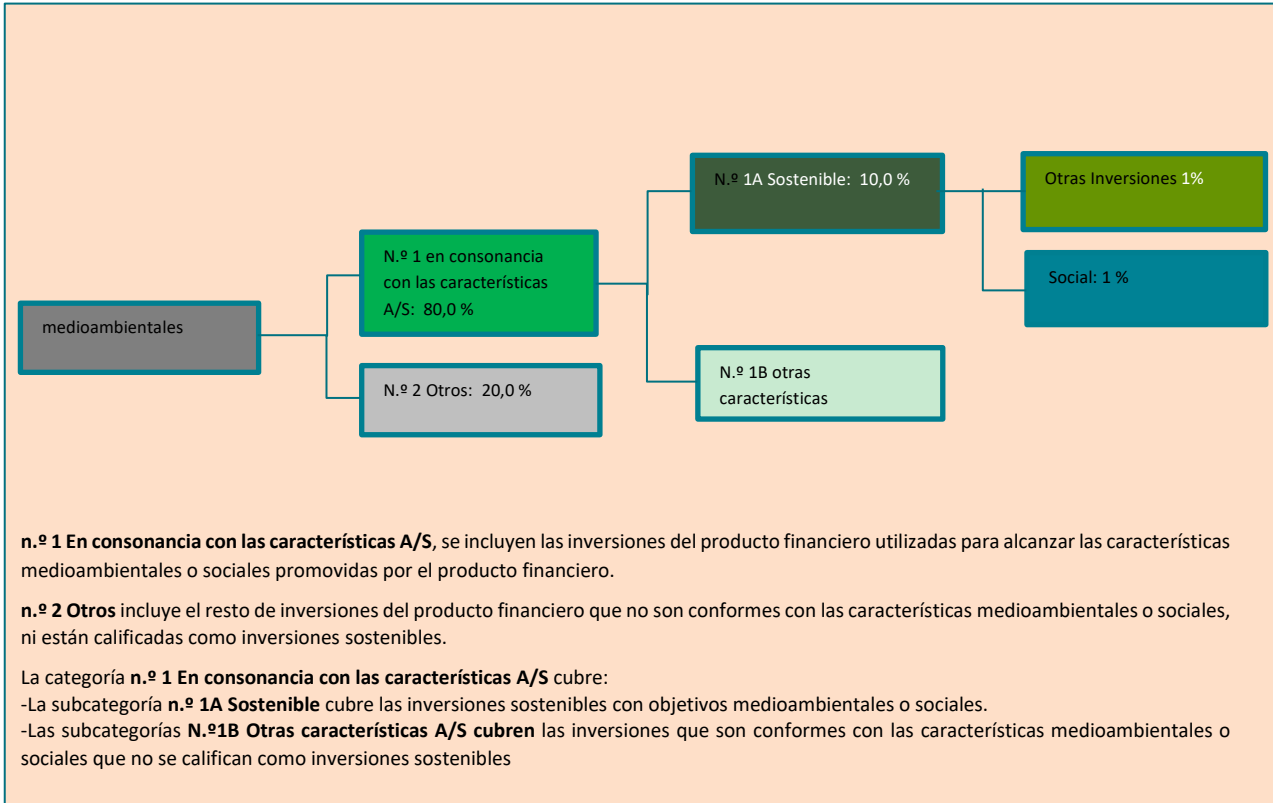 medioambientales
N.º 1 en consonancia
con las características
A/S:  80,0 %
N.º 2 Otros:  20,0 %
N.º 1A Sostenible:  10,0 %
N.º 1B otras
características
Otras Inversiones 1%
Social: 1 %
n.º 1 En consonancia con las características A/S, se incluyen las inversiones del producto financiero utilizadas para alcanzar las características
medioambientales o sociales promovidas por el producto financiero.
n.º 2 Otros incluye el resto de inversiones del producto financiero que no son conformes con las características medioambientales o sociales,
ni están calificadas como inversiones sostenibles.
La categoría n.º 1 En consonancia con las características A/S cubre:
-La subcategoría n.º 1A Sostenible cubre las inversiones sostenibles con objetivos medioambientales o sociales.
-Las subcategorías N.º1B Otras características A/S cubren las inversiones que son conformes con las características medioambientales o
sociales que no se califican como inversiones sostenibles